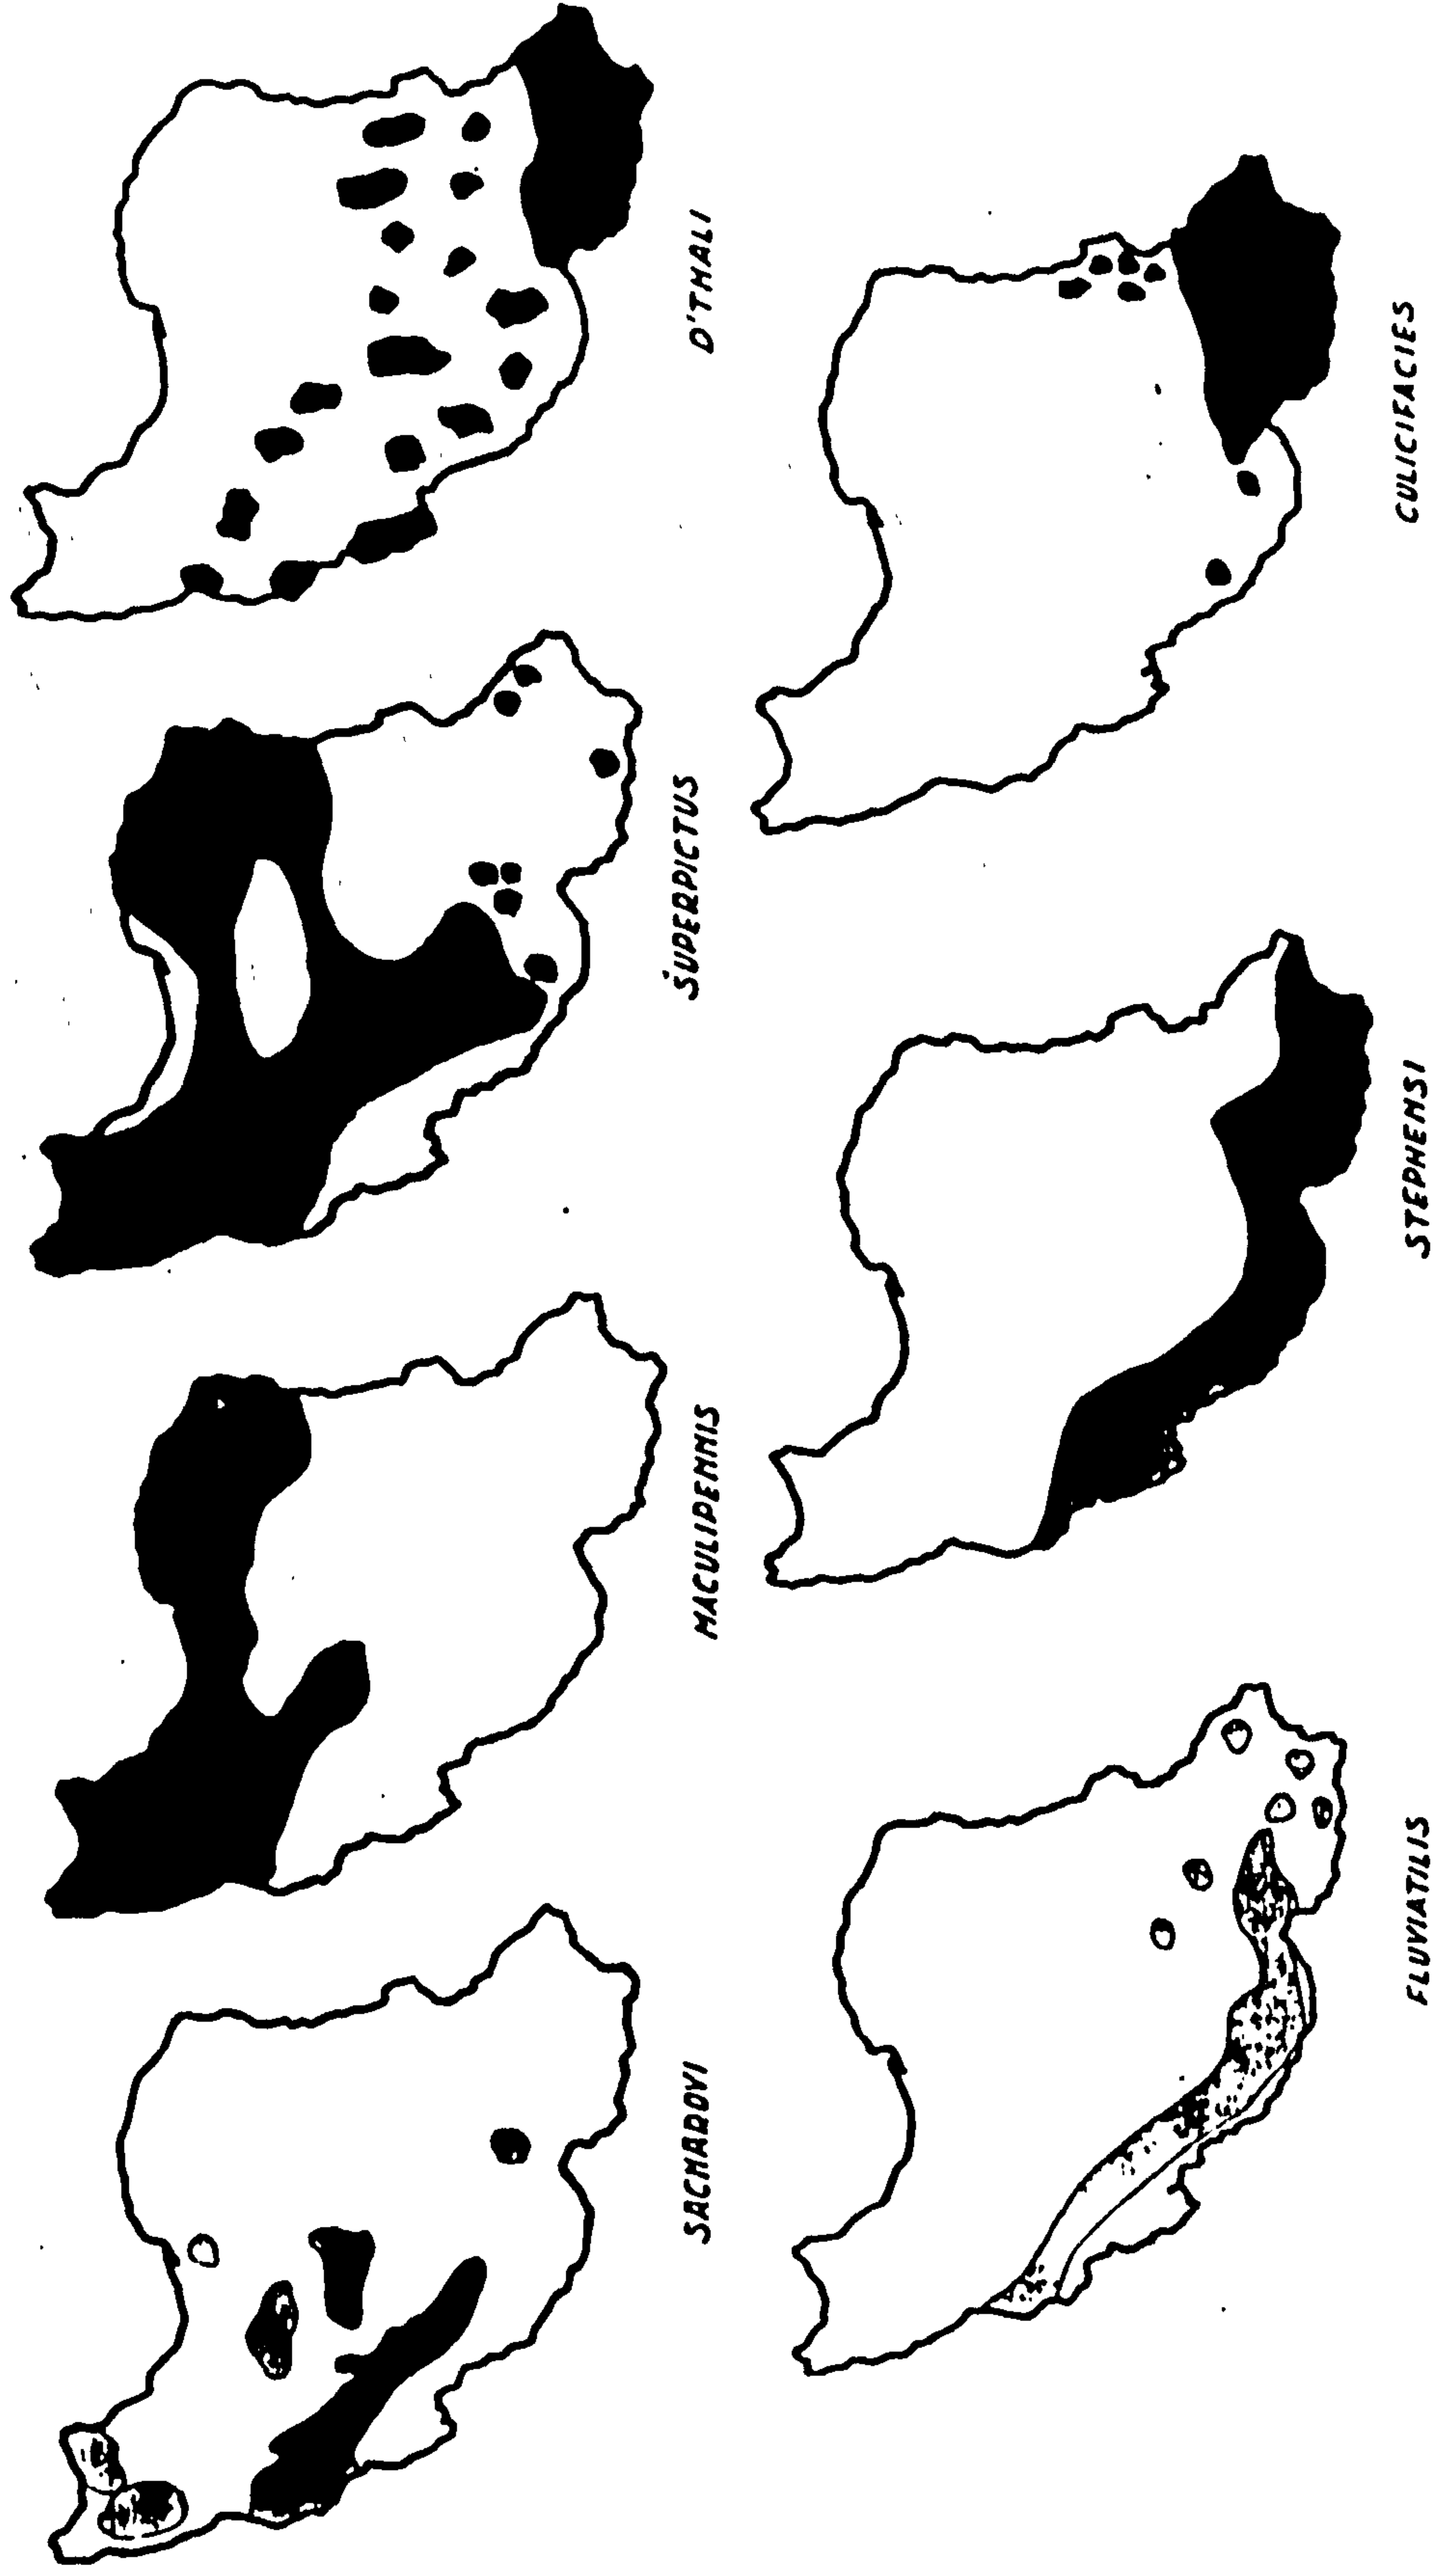 SACHAROVI
MACULIPENNIS
SUPERPICTUS
D'THALI
FLUVIATILIS
STEPHENSI
CULICIFACIES